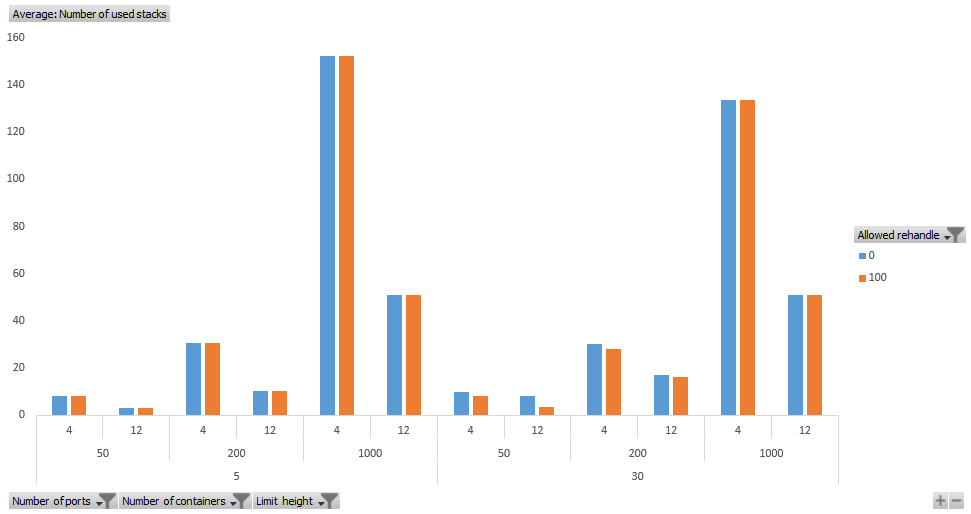 Average: Number of used stacks
160
140
120
100
80
60
40
20
0
4 12 4 12 4 12 4 12 4 12 4 12
50 200 1000 50 200 1000
5 30
Allowed rehandle
0
100
Number of ports Number of containers Limit height